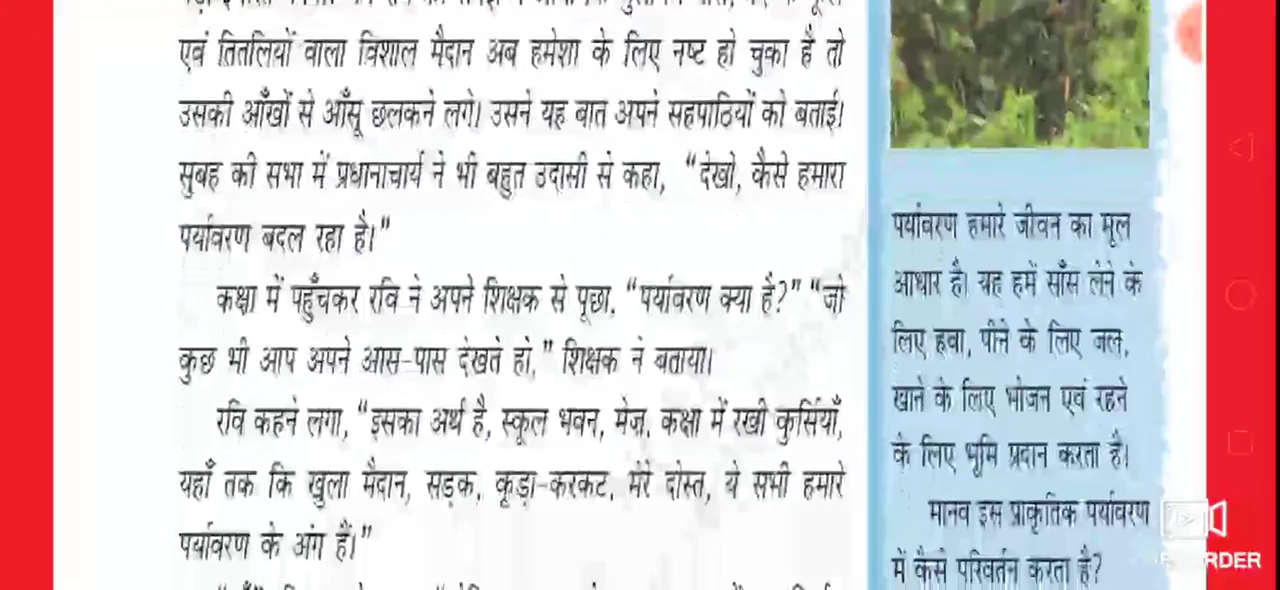 एवं तितलियों वाला विशाल मैदान अब हमेशा के लिए नष्ट हो चुका है तो
उसकी आँखों से आँसू छलकने लगे। उसने यह बात अपने सहपाठियों को बताई।
सुबह की सभा में प्रधानाचार्य ने भी बहुत उदासी से कहा, “देखो, कैसे हमारा
पर्यावरण बदल रहा है।”
कक्षा में पहुँचकर रवि ने अपने शिक्षक से पूछा, “पर्यावरण क्या है?” “जो
कुछ भी आप अपने आस-पास देखते हो,” शिक्षक ने बताया।
रवि कहने लगा, “इसका अर्थ है, स्कूल भवन, मेज, कक्षा में रखी कुर्सियाँ,
यहाँ तक कि खुला मैदान, सड़क, कूड़ा-करकट, मेरे दोस्त, ये सभी हमारे
पर्यावरण के अंग हैं।”
पर्यावरण हमारे जीवन का मूल
आधार है। यह हमें साँस लेने के
लिए हवा, पीने के लिए जल,
खाने के लिए भोजन एवं रहने
के लिए भूमि प्रदान करता है।
मानव इस प्राकृतिक पर्यावरण
में कैसे परिवर्तन करता है?
RDER